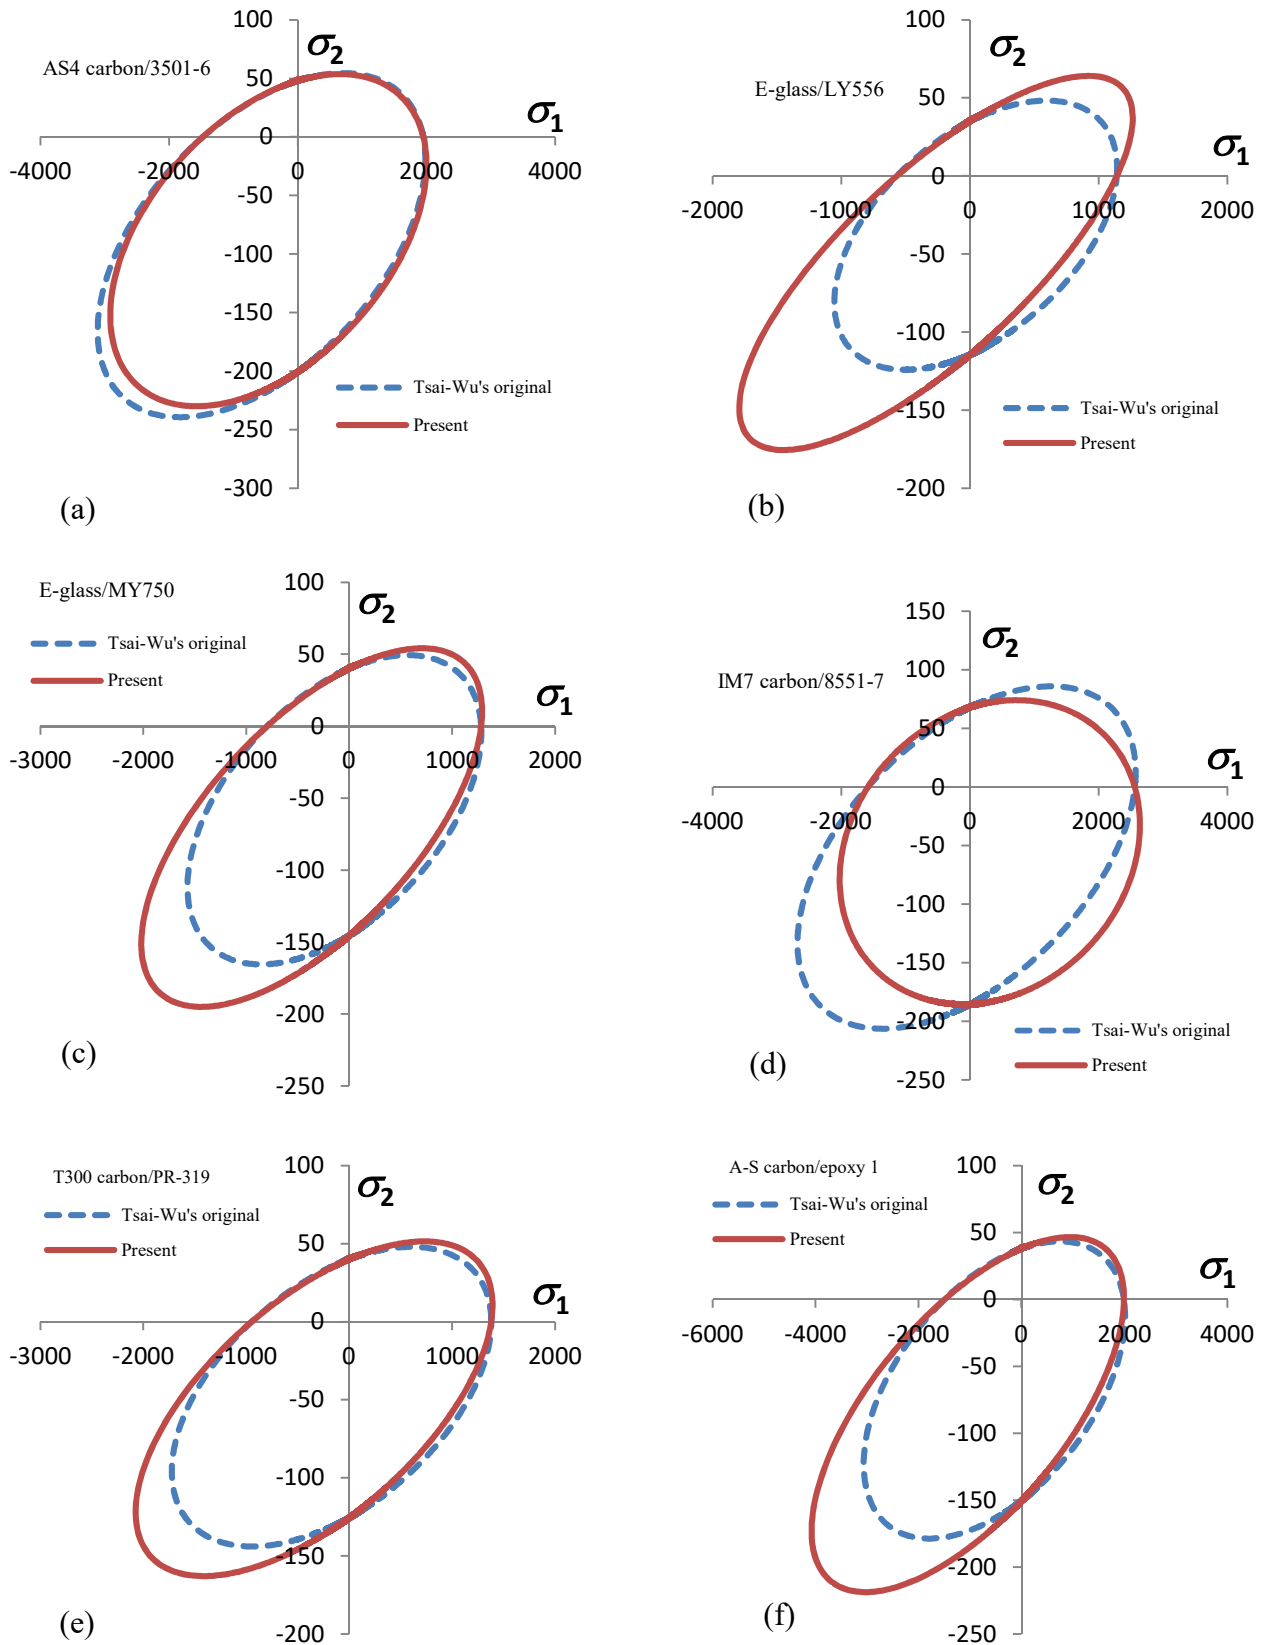 AS4 carbon/3501-6
σ2
σ1
100
50
0
-50
-100
-150
-200
-250
-300
-4000
-2000
0
2000
4000
Tsai-Wu's original
Present
(a)
E-glass/LY556
σ2
σ1
100
50
0
-50
-100
-150
-200
-2000
-1000
0
1000
2000
Tsai-Wu's original
Present
(b)
E-glass/MY750
Tsai-Wu's original
Present
σ2
σ1
100
50
0
-50
-100
-150
-200
-250
-3000
-2000
-1000
0
1000
2000
(c)
IM7 carbon/8551-7
σ2
σ1
150
100
50
0
-50
-100
-150
-200
-250
-4000
-2000
0
2000
4000
Tsai-Wu's original
Present
(d)
T300 carbon/PR-319
Tsai-Wu's original
Present
σ2
σ1
100
50
0
-50
-100
-150
-200
-3000
-2000
-1000
0
1000
2000
(e)
A-S carbon/epoxy 1
Tsai-Wu's original
Present
σ2
σ1
100
50
0
-50
-100
-150
-200
-250
-6000
-4000
-2000
0
2000
4000
(f)